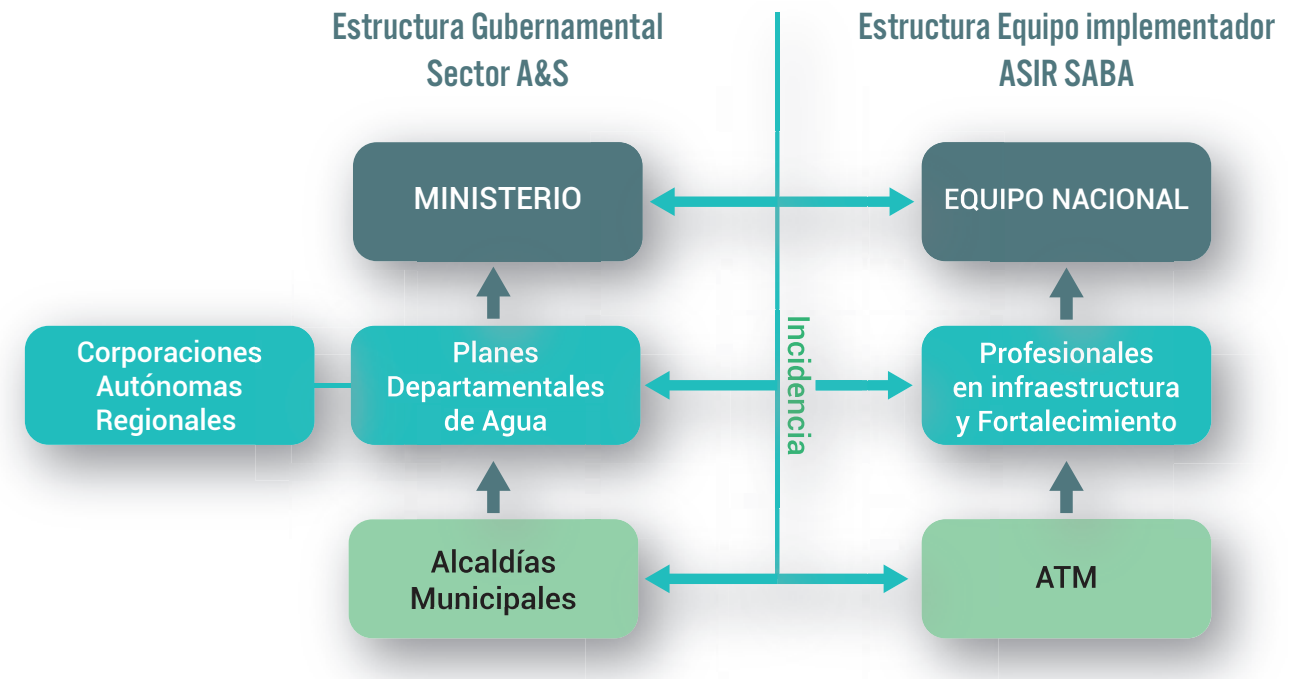 Estructura Gubernamental
Sector A&S
Estructura Equipo implementador
ASIR SABA
MINISTERIO
EQUIPO NACIONAL
Corporaciones
Autónomas
Regionales
Planes
Departamentales
de Agua
Incidencia
Profesionales
en infraestructura
y Fortalecimiento
Alcaldías
Municipales
ATM